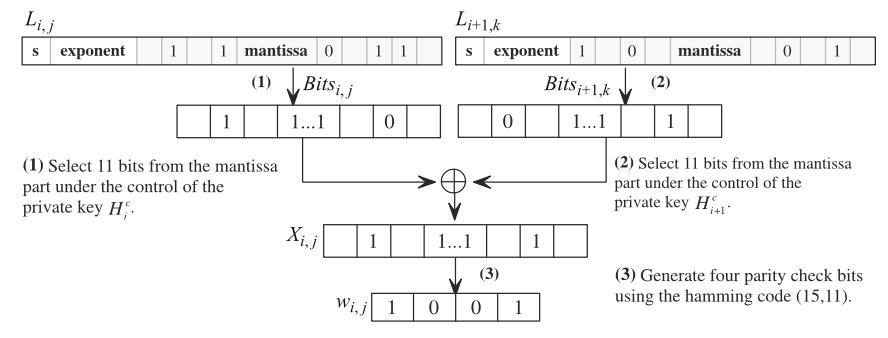 L_{i,j}
L_{i+1,k}
s exponent 1 1 mantissa 0 1 1
s exponent 1 0 mantissa 0 1
(1) Bits_{i,j}
Bits_{i+1,k} (2)
1 1...1 0
0 1...1 1
(1) Select 11 bits from the mantissa
part under the control of the
private key H_i^c.
(2) Select 11 bits from the mantissa
part under the control of the
private key H_{i+1}^c.
X_{i,j} 1 1...1 1
(3)
(3) Generate four parity check bits
using the hamming code (15,11).
w_{i,j} 1 0 0 1